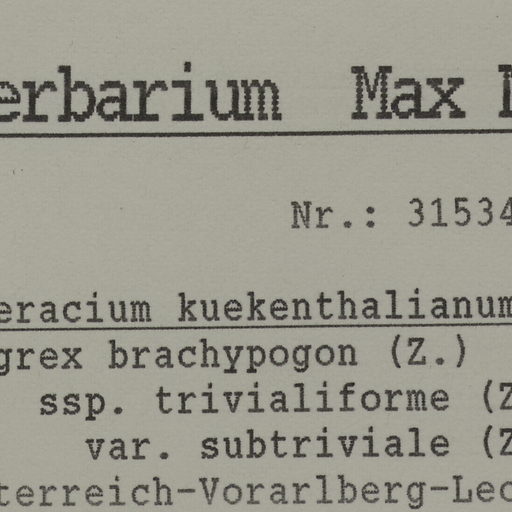 erbarium Max
Nr.: 31534
eracium kuekenthalianum
grex brachypogon (Z.)
ssp. trivialiforme (Z
var. subtriviale (Z
terreich-Vorarlberg-Lec